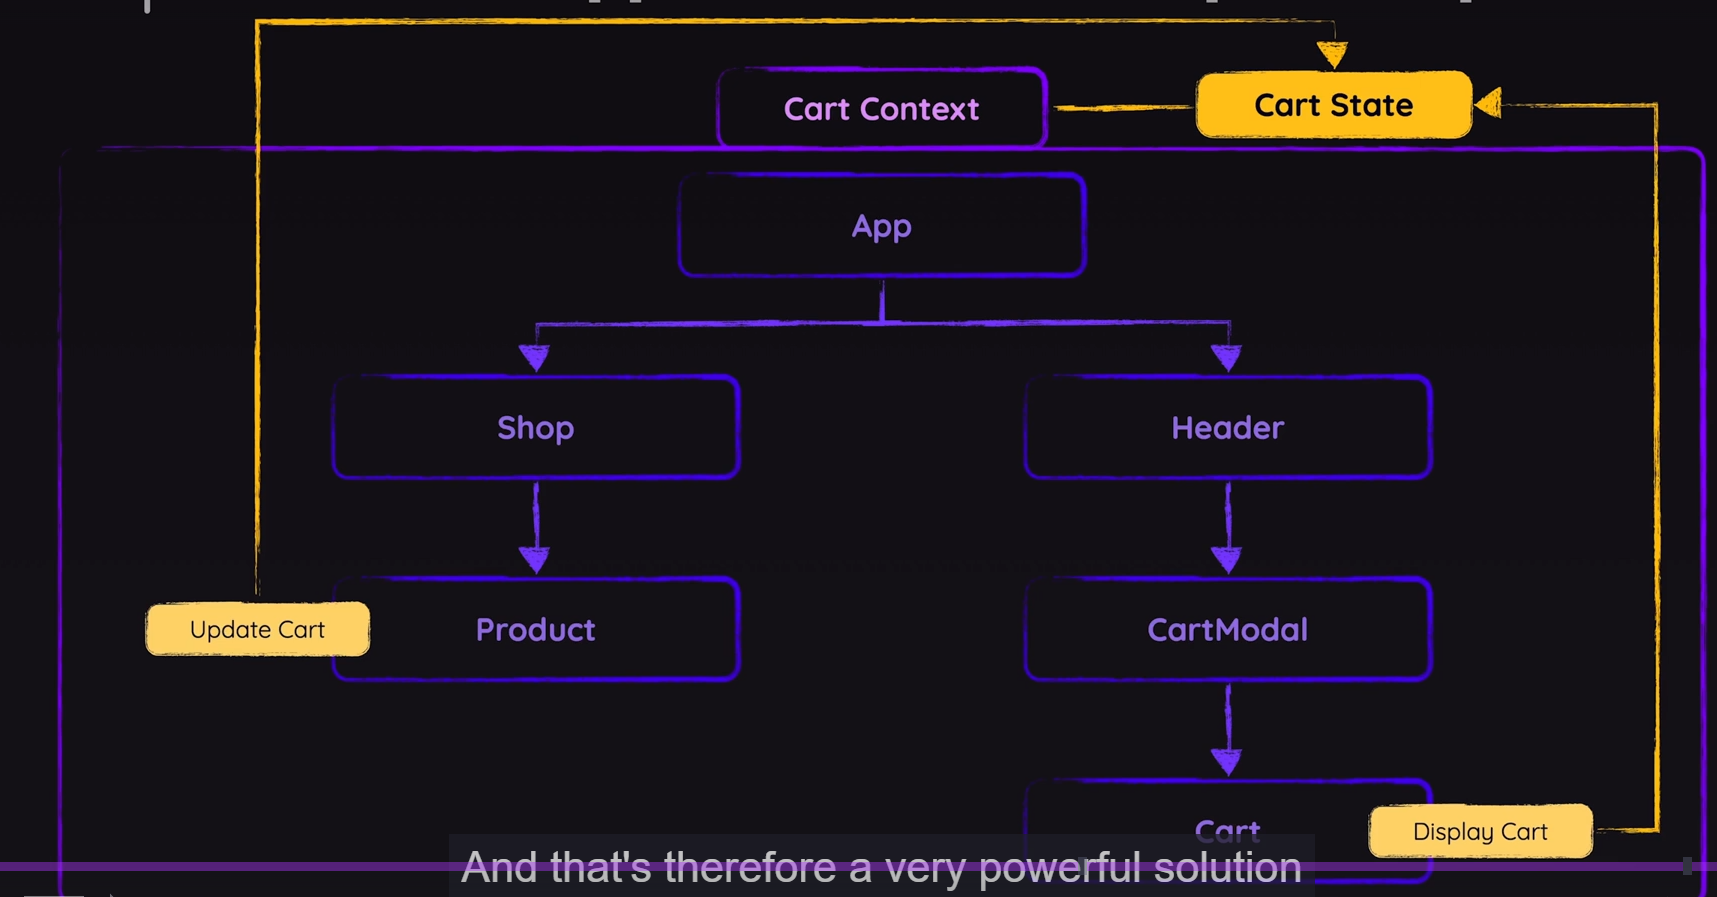 Cart Context
Cart State
App
Shop
Header
Update Cart
Product
CartModal
Cart
Display Cart
And that's therefore a very powerful solution